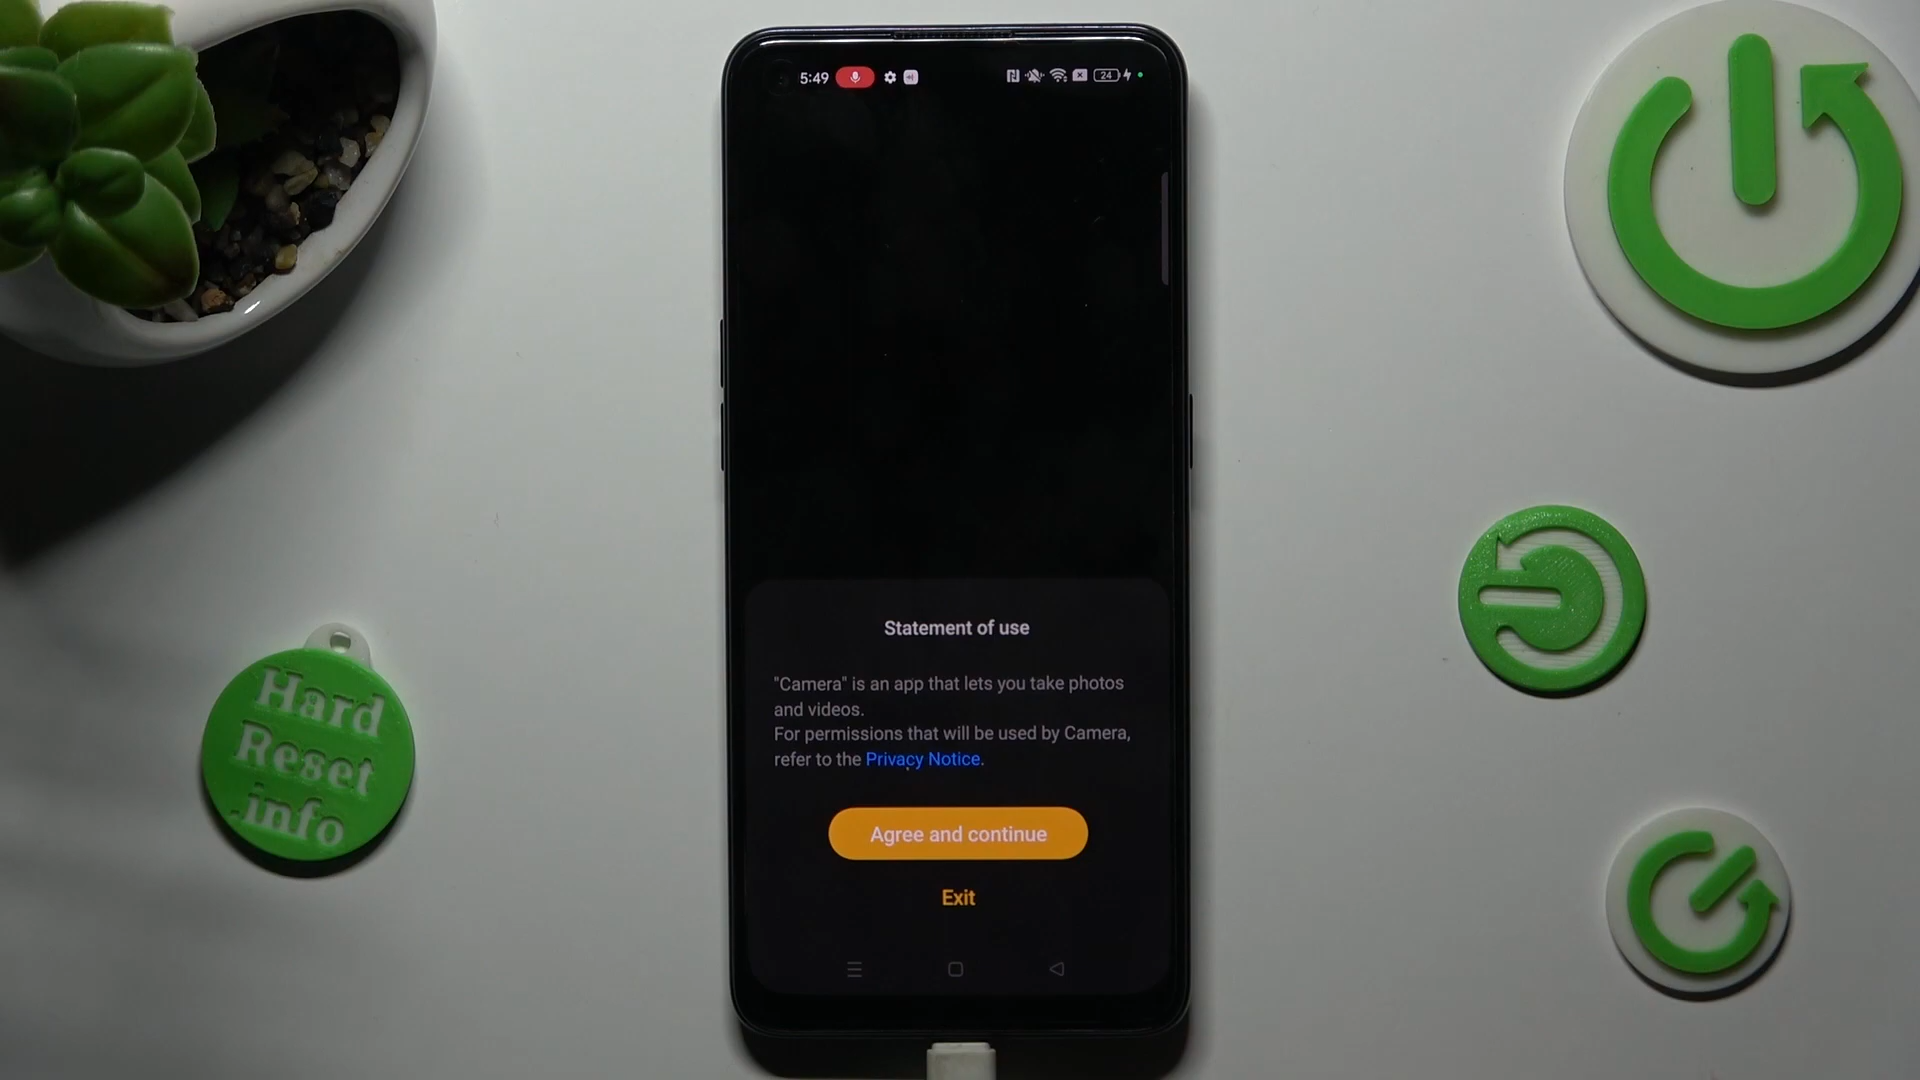 5:49
24
Statement of use
"Camera" is an app that lets you take photos
and videos.
For permissions that will be used by Camera,
refer to the Privacy Notice.
Agree and continue
Exit
Hard
Reset
.info